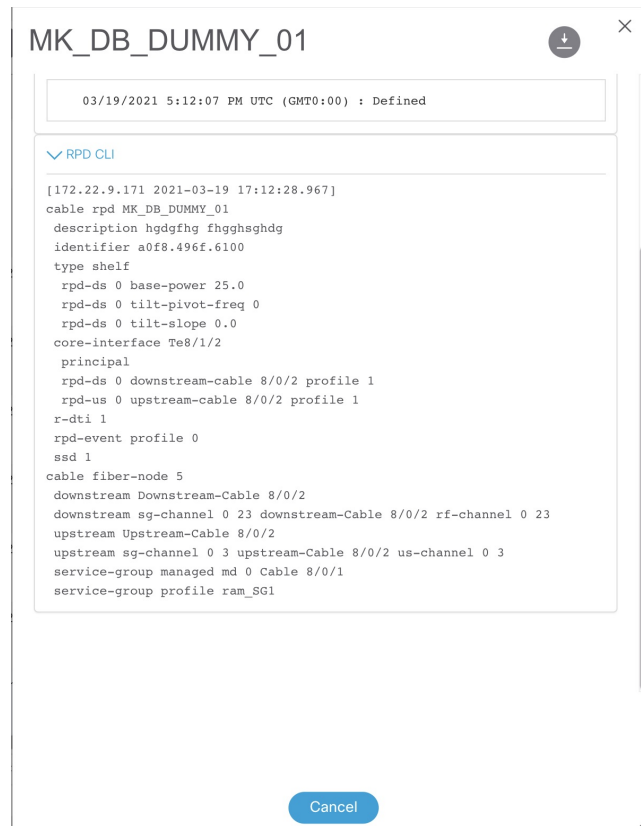 MK_DB_DUMMY_01
03/19/2021 5:12:07 PM UTC (GMT0:00) : Defined
RPD CLI
[172.22.9.171 2021-03-19 17:12:28.967]
cable rpd MK_DB_DUMMY_01
description hgdgfhg fhgghsghdg
identifier a0f8.496f.6100
type shelf
rpd-ds 0 base-power 25.0
rpd-ds 0 tilt-pivot-freq 0
rpd-ds 0 tilt-slope 0.0
core-interface Te8/1/2
principal
rpd-ds 0 downstream-cable 8/0/2 profile 1
rpd-us 0 upstream-cable 8/0/2 profile 1
r-dti 1
rpd-event profile 0
ssd 1
cable fiber-node 5
downstream Downstream-Cable 8/0/2
downstream sg-channel 0 23 downstream-Cable 8/0/2 rf-channel 0 23
upstream Upstream-Cable 8/0/2
upstream sg-channel 0 3 upstream-Cable 8/0/2 us-channel 0 3
service-group managed md 0 Cable 8/0/1
service-group profile ram_SG1
Cancel